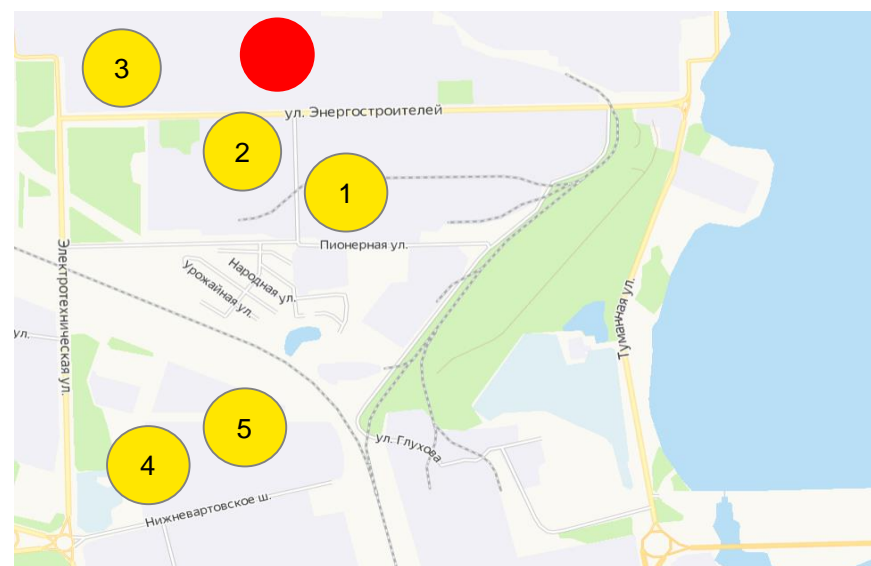 3
ул. Энергостроителей
2
1
Пионерная ул.
Электротехническая ул.
Народная ул.
Урожайная ул.
Туманная ул.
ул.
5
4
ул. Глухова
Нижневартовское ш.